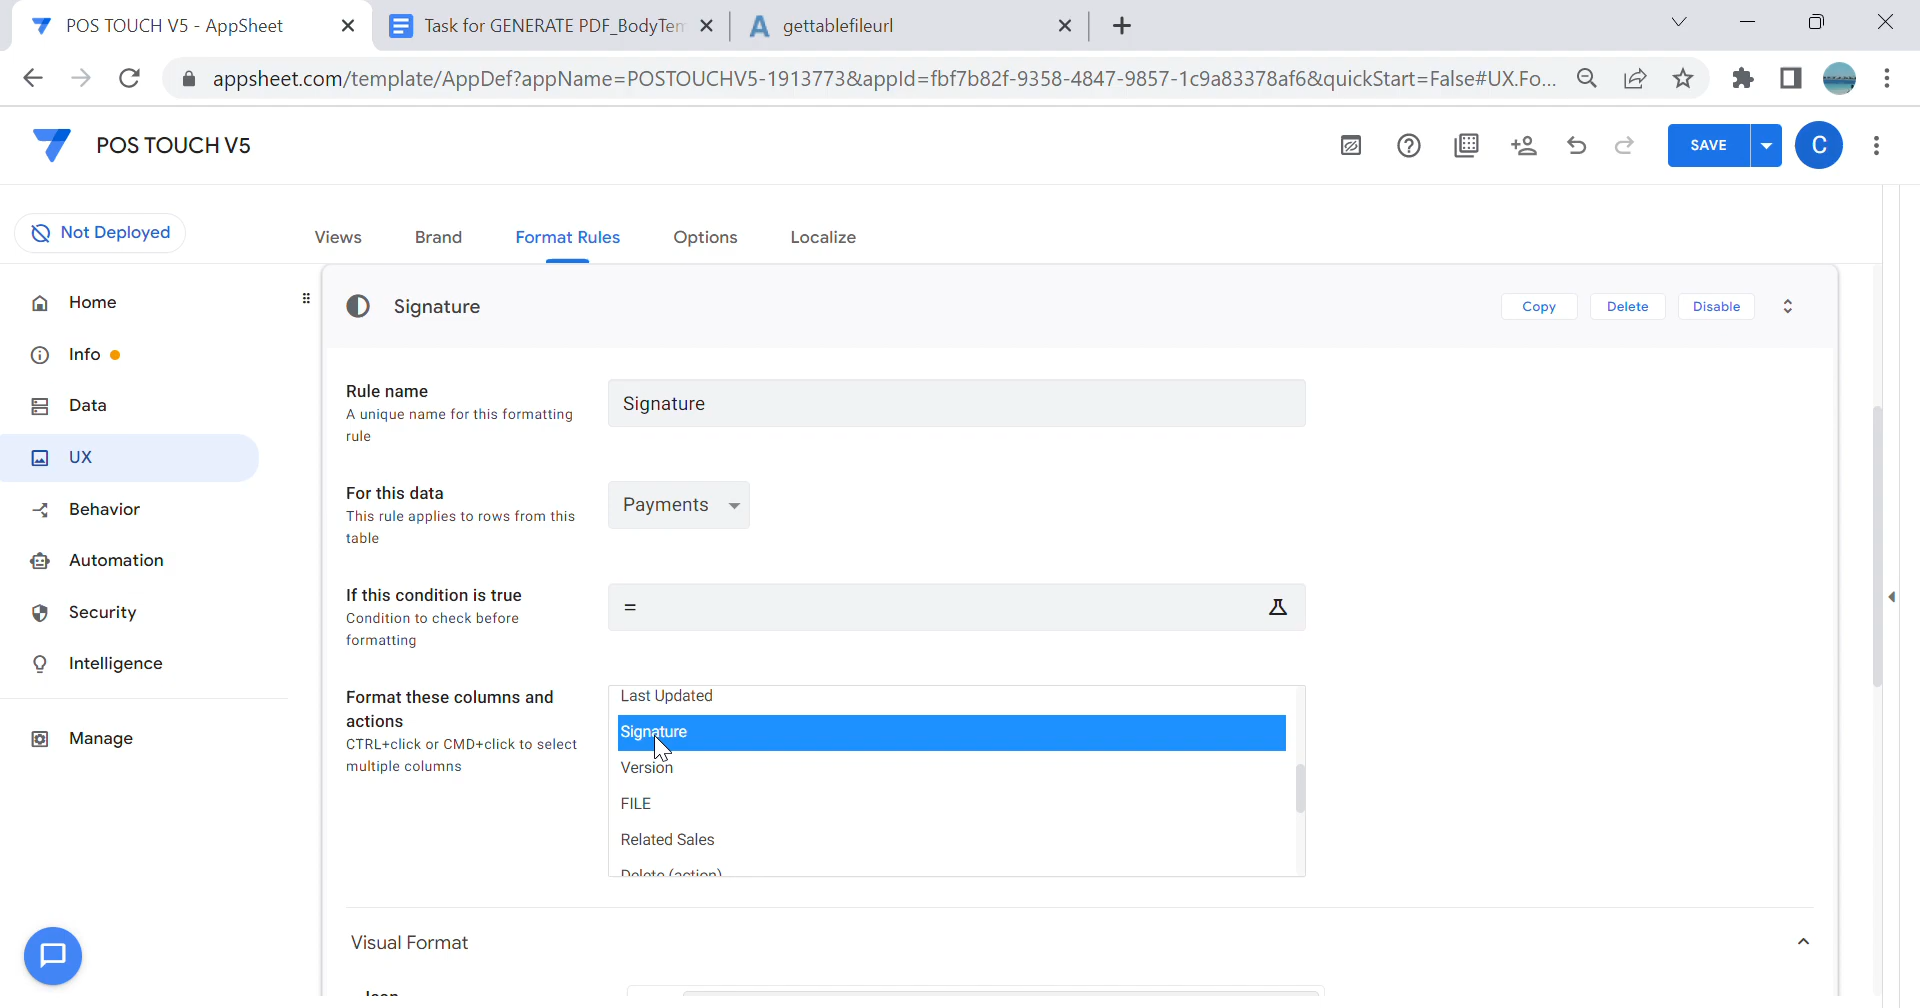 POS TOUCH V5 - AppSheet
Task for GENERATE PDF_BodyTem
gettablefileurl
appsheet.com/template/AppDef?appName=POSTOUCHV5-1913773&appId=fbf7b82f-9358-4847-9857-1c9a83378af6&quickStart=False#UX.Fo...
POS TOUCH V5
SAVE
C
Not Deployed
Views
Brand
Format Rules
Options
Localize
Home
Info
Data
UX
Behavior
Automation
Security
Intelligence
Manage
Signature
Copy
Delete
Disable
Rule name
A unique name for this formatting
rule
Signature
For this data
This rule applies to rows from this
table
Payments
If this condition is true
Condition to check before
formatting
=
Format these columns and
actions
CTRL+click or CMD+click to select
multiple columns
Last Updated
Signature
Version
FILE
Related Sales
Delete (action)
Visual Format
Icon